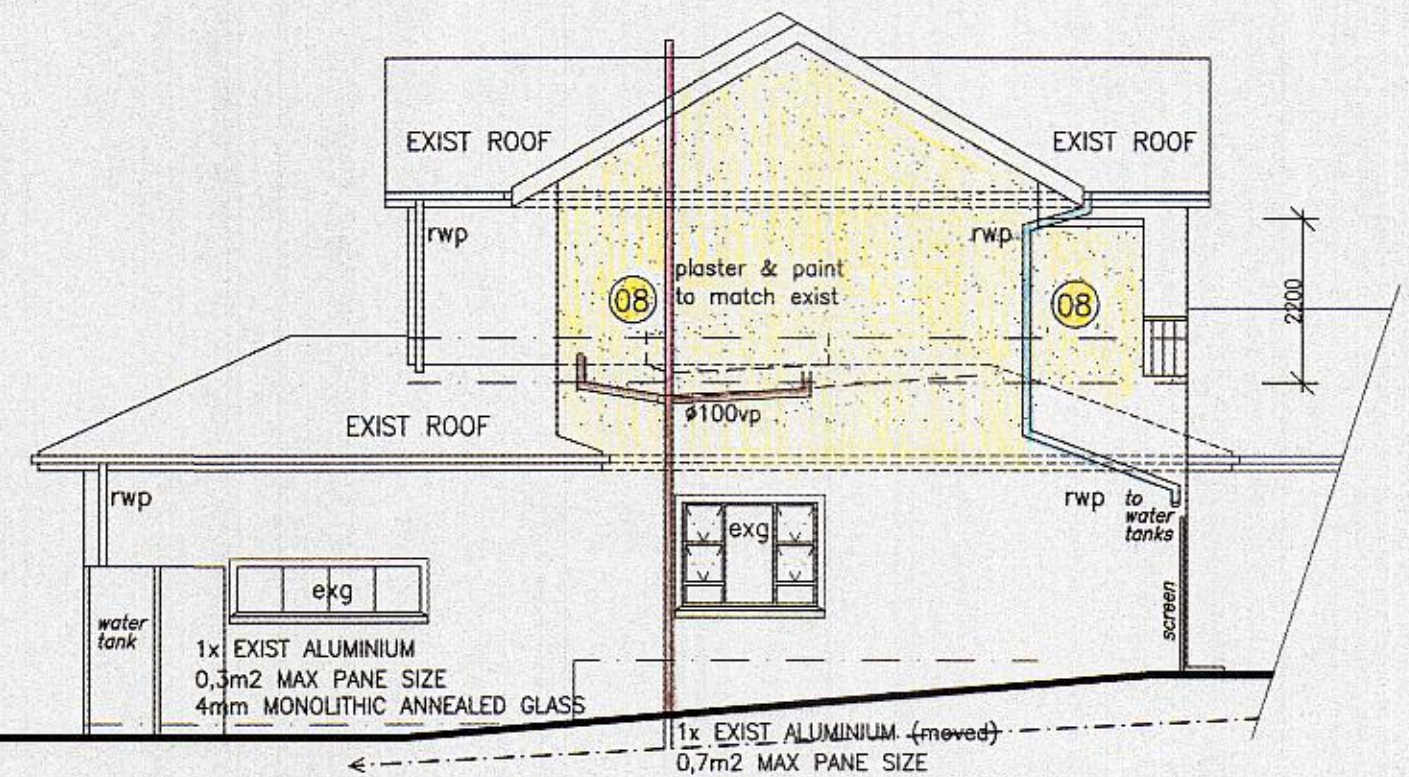 EXIST ROOF
EXIST ROOF
rwp
rwp
plaster & paint
to match exist
08
08
2200
ø100vp
EXIST ROOF
rwp
rwp
to
water
tanks
exg
exg
water
tank
screen
1x EXIST ALUMINIUM
0,3m2 MAX PANE SIZE
4mm MONOLITHIC ANNEALED GLASS
1x EXIST ALUMINIUM (moved)
0,7m2 MAX PANE SIZE